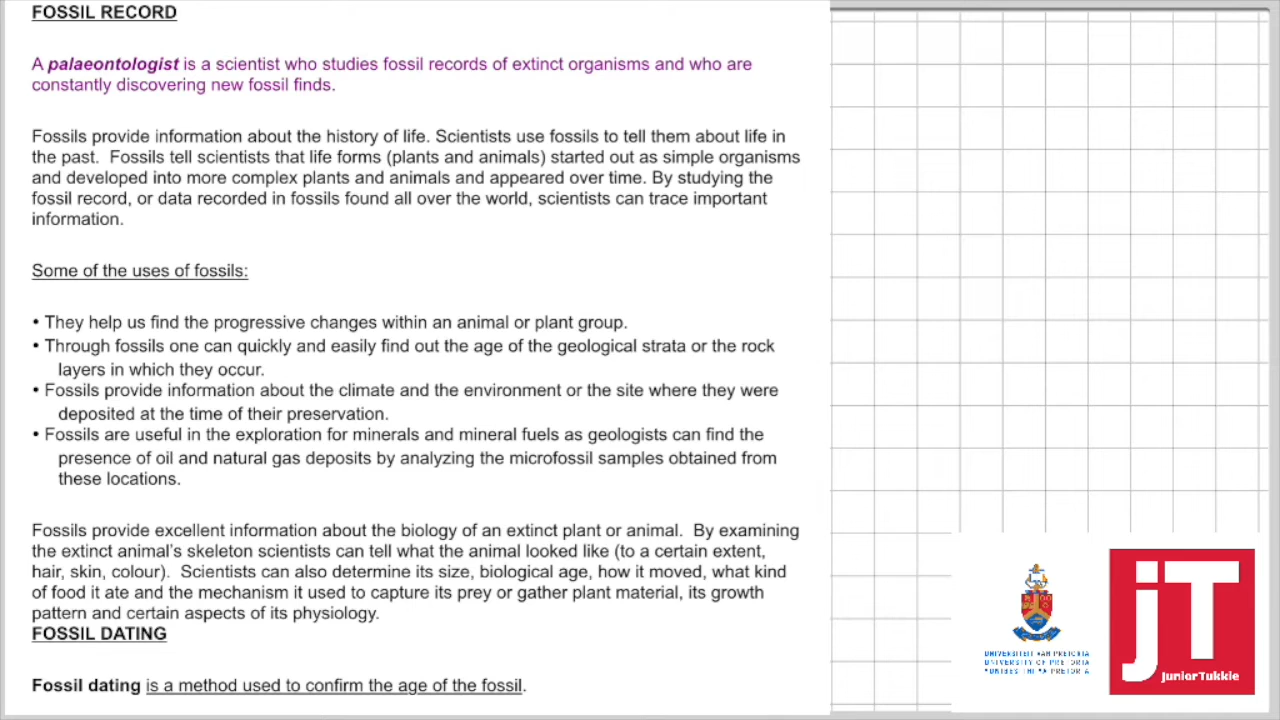 FOSSIL RECORD
A palaeontologist is a scientist who studies fossil records of extinct organisms and who are
constantly discovering new fossil finds.
Fossils provide information about the history of life. Scientists use fossils to tell them about life in
the past.  Fossils tell scientists that life forms (plants and animals) started out as simple organisms
and developed into more complex plants and animals and appeared over time. By studying the
fossil record, or data recorded in fossils found all over the world, scientists can trace important
information.
Some of the uses of fossils:
• They help us find the progressive changes within an animal or plant group.
• Through fossils one can quickly and easily find out the age of the geological strata or the rock
layers in which they occur.
• Fossils provide information about the climate and the environment or the site where they were
deposited at the time of their preservation.
• Fossils are useful in the exploration for minerals and mineral fuels as geologists can find the
presence of oil and natural gas deposits by analyzing the microfossil samples obtained from
these locations.
Fossils provide excellent information about the biology of an extinct plant or animal.  By examining
the extinct animal's skeleton scientists can tell what the animal looked like (to a certain extent,
hair, skin, colour).  Scientists can also determine its size, biological age, how it moved, what kind
of food it ate and the mechanism it used to capture its prey or gather plant material, its growth
pattern and certain aspects of its physiology.
FOSSIL DATING
Fossil dating is a method used to confirm the age of the fossil.
UNIVERSITEIT VAN PRETORIA
UNIVERSITY OF PRETORIA
PRETORIA
jT
JuniorTukkie